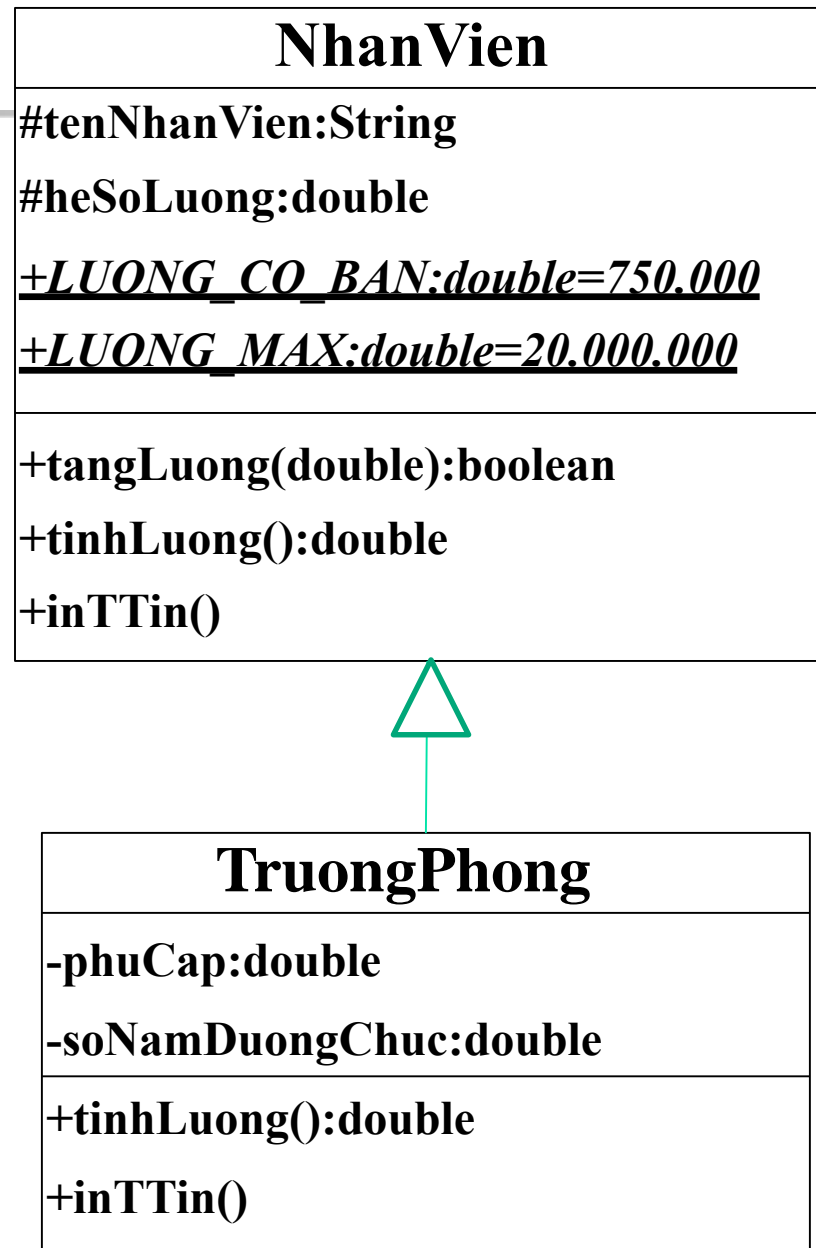 NhanVien
#tenNhanVien:String
#heSoLuong:double
+LUONG_CO_BAN:double=750.000
+LUONG_MAX:double=20.000.000
+tangLuong(double):boolean
+tinhLuong():double
+inTTin()
TruongPhong
-phuCap:double
-soNamDuongChuc:double
+tinhLuong():double
+inTTin()